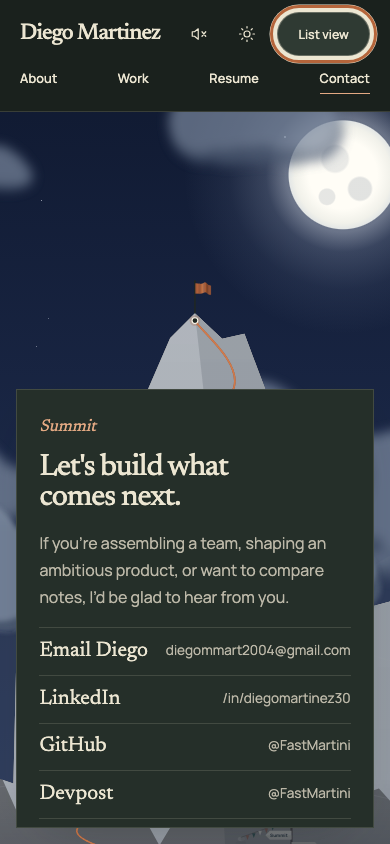 Diego Martinez
List view
About Work Resume Contact
Summit
Let's build what
comes next.
If you're assembling a team, shaping an
ambitious product, or want to compare
notes, I'd be glad to hear from you.
Email Diego diegommart2004@gmail.com
LinkedIn /in/diegomartinez30
GitHub @FastMartini
Devpost @FastMartini
Summit